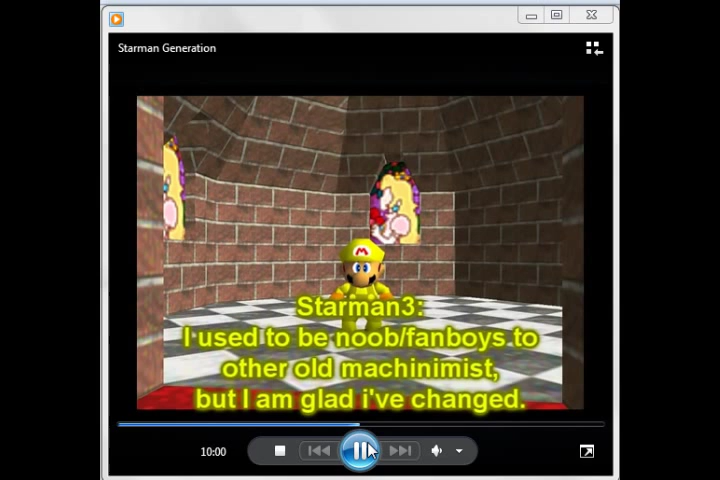 Starman Generation
M
Starman3:
I used to be noob/fanboys to
other old machinimist,
but I am glad i've changed.
10:00